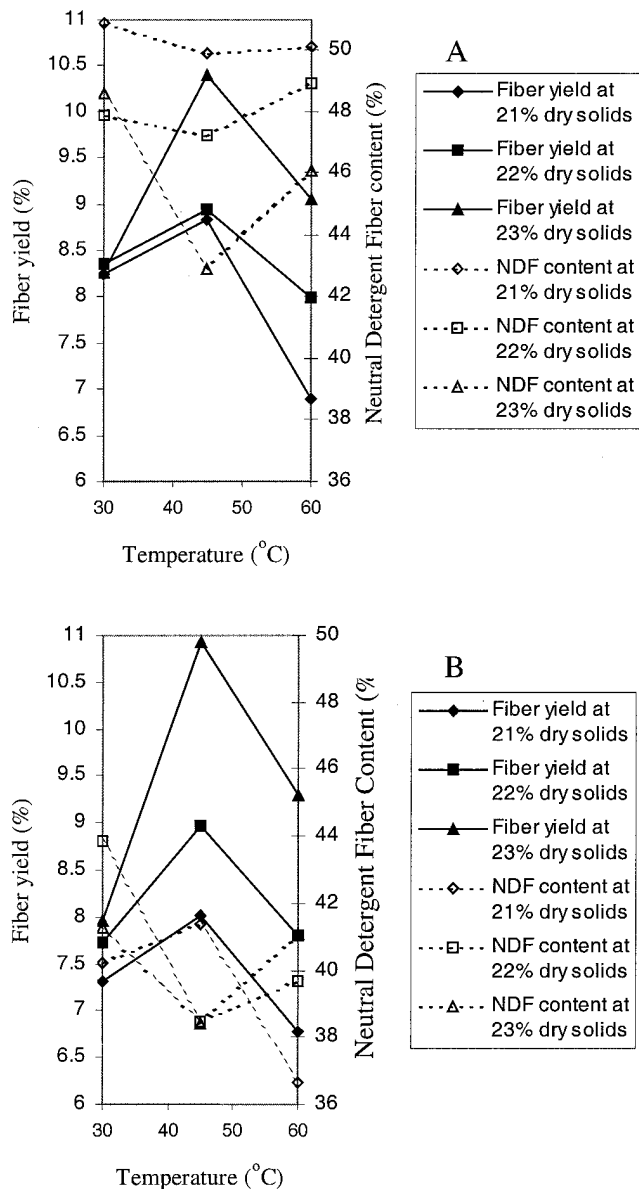 A
11
10.5
10
9.5
9
8.5
8
7.5
7
6.5
6
Fiber yield (%)
50
48
46
44
42
40
38
36
Neutral Detergent Fiber content (%)
30
40
50
60
Temperature (°C)
Fiber yield at
21% dry solids
Fiber yield at
22% dry solids
Fiber yield at
23% dry solids
NDF content at
21% dry solids
NDF content at
22% dry solids
NDF content at
23% dry solids
B
11
10.5
10
9.5
9
8.5
8
7.5
7
6.5
6
Fiber yield (%)
50
48
46
44
42
40
38
36
Neutral Detergent Fiber Content (%
30
40
50
60
Temperature (°C)
Fiber yield at
21% dry solids
Fiber yield at
22% dry solids
Fiber yield at
23% dry solids
NDF content at
21% dry solids
NDF content at
22% dry solids
NDF content at
23% dry solids